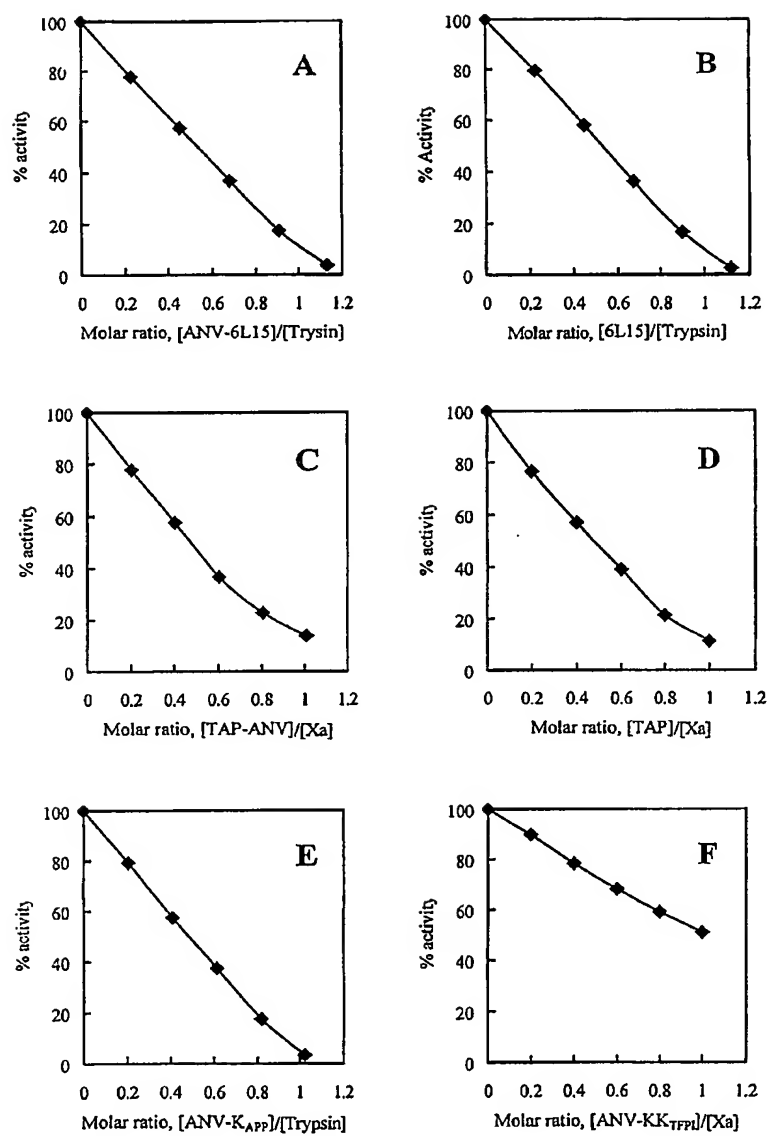 A
% activity
100
80
60
40
20
0
0 0.2 0.4 0.6 0.8 1 1.2
Molar ratio, [ANV-6L15]/[Trysin]
B
% Activity
100
80
60
40
20
0
0 0.2 0.4 0.6 0.8 1 1.2
Molar ratio, [6L15]/[Trypsin]
C
% activity
100
80
60
40
20
0
0 0.2 0.4 0.6 0.8 1 1.2
Molar ratio, [TAP-ANV]/[Xa]
D
% activity
100
80
60
40
20
0
0 0.2 0.4 0.6 0.8 1 1.2
Molar ratio, [TAP]/[Xa]
E
% activity
100
80
60
40
20
0
0 0.2 0.4 0.6 0.8 1 1.2
Molar ratio, [ANV-KAPP]/[Trypsin]
F
% activity
100
80
60
40
20
0
0 0.2 0.4 0.6 0.8 1 1.2
Molar ratio, [ANV-KKTFPI]/[Xa]